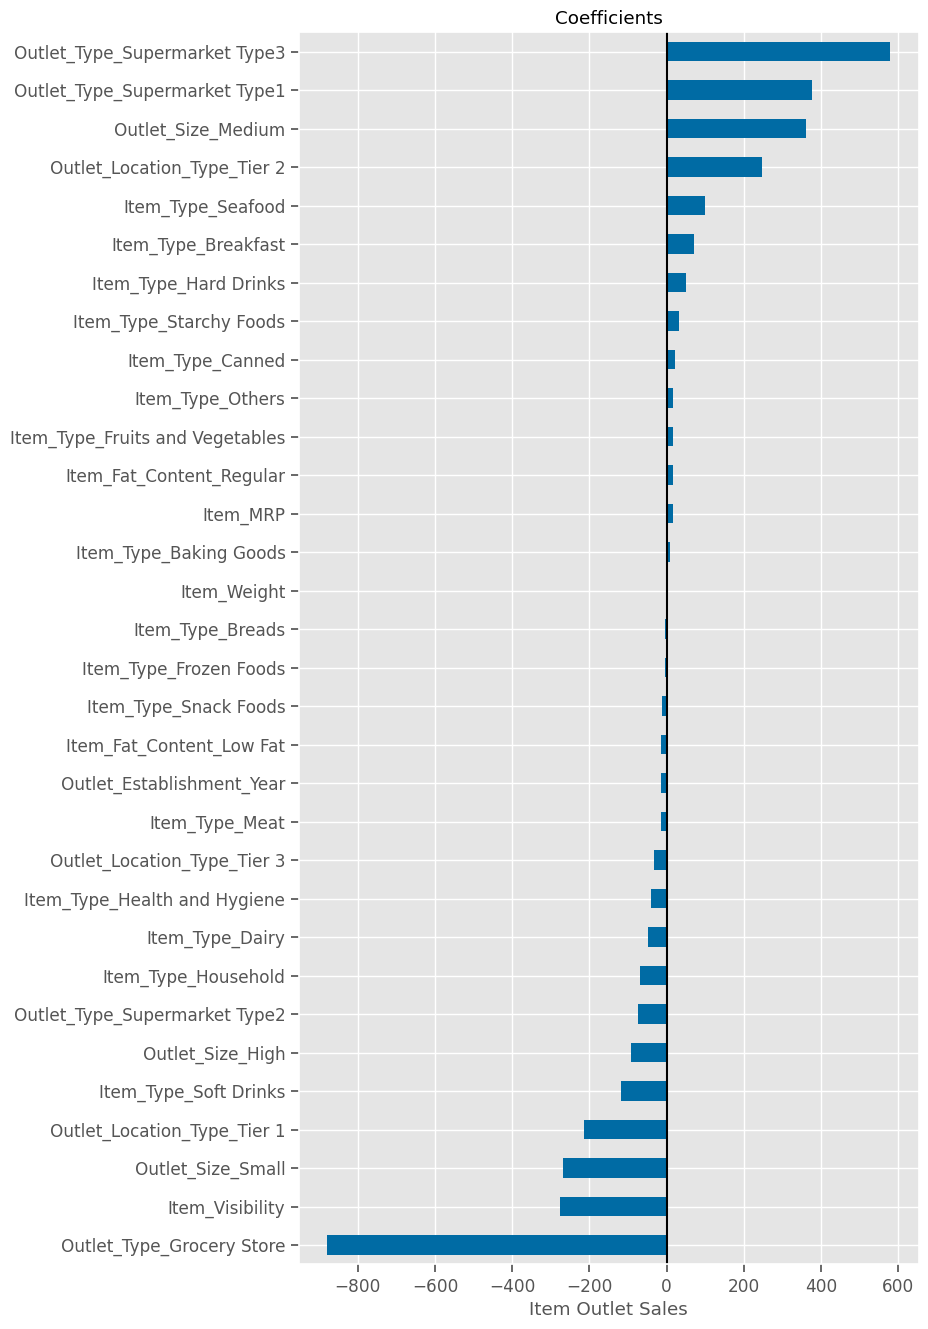 Coefficients
Outlet_Type_Supermarket Type3
Outlet_Type_Supermarket Type1
Outlet_Size_Medium
Outlet_Location_Type_Tier 2
Item_Type_Seafood
Item_Type_Breakfast
Item_Type_Hard Drinks
Item_Type_Starchy Foods
Item_Type_Canned
Item_Type_Others
Item_Type_Fruits and Vegetables
Item_Fat_Content_Regular
Item_MRP
Item_Type_Baking Goods
Item_Weight
Item_Type_Breads
Item_Type_Frozen Foods
Item_Type_Snack Foods
Item_Fat_Content_Low Fat
Outlet_Establishment_Year
Item_Type_Meat
Outlet_Location_Type_Tier 3
Item_Type_Health and Hygiene
Item_Type_Dairy
Item_Type_Household
Outlet_Type_Supermarket Type2
Outlet_Size_High
Item_Type_Soft Drinks
Outlet_Location_Type_Tier 1
Outlet_Size_Small
Item_Visibility
Outlet_Type_Grocery Store
−800 −600 −400 −200 0 200 400 600
Item Outlet Sales